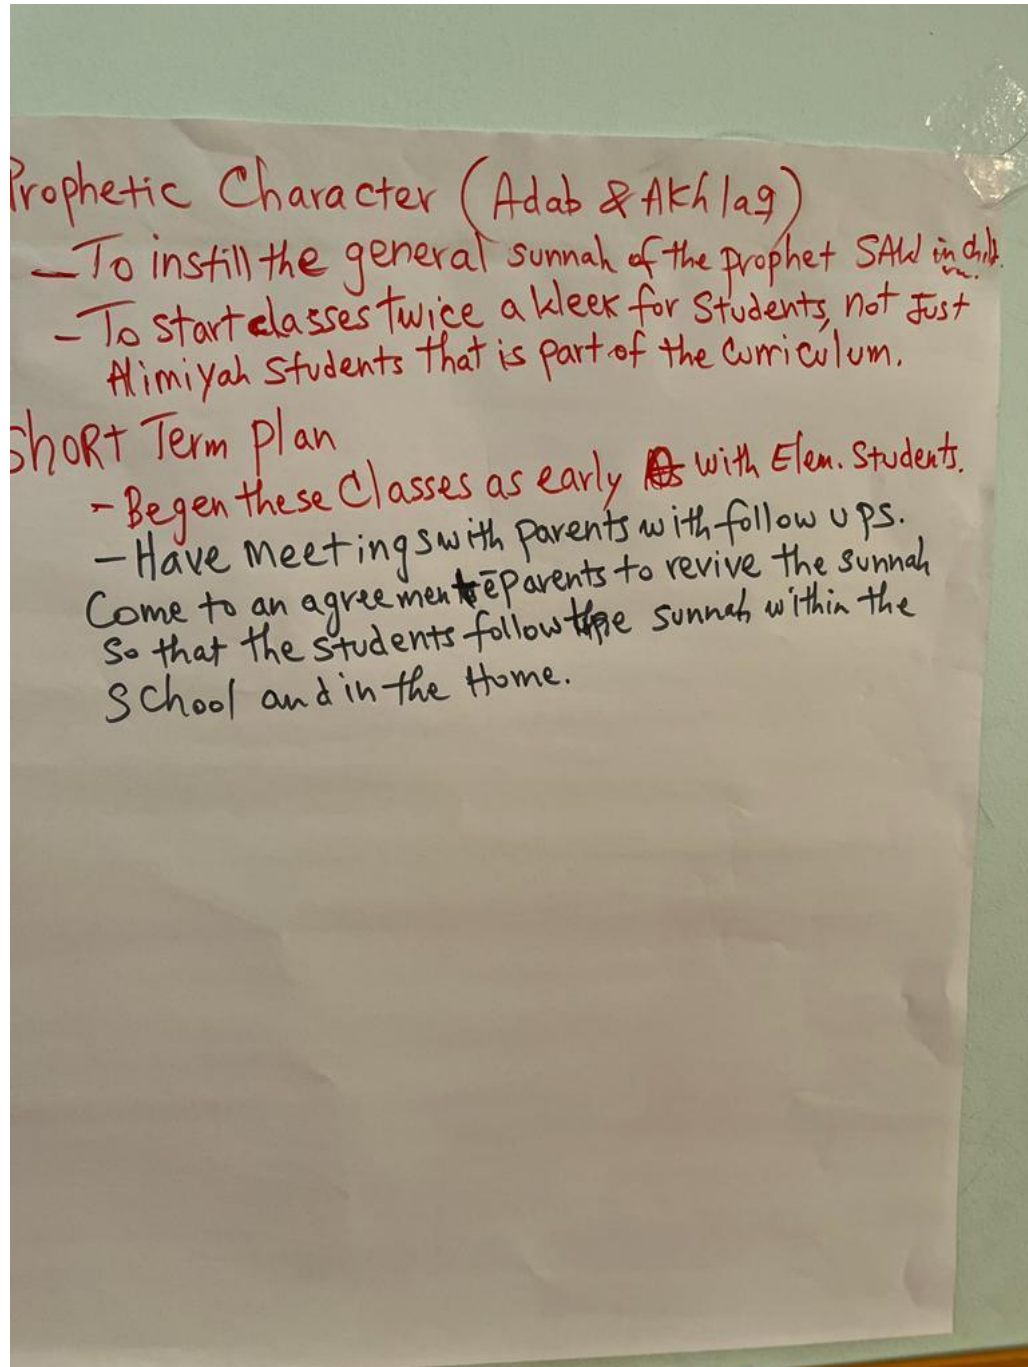 Prophetic Character (Adab & Akhlaq)
- To instill the general sunnah of the prophet SAW in child
- To start classes twice a week for Students, not Just
Alimiyah Students that is part of the Curriculum.
Short Term plan
- Begen these Classes as early As with Elem. Students.
- Have meetings with parents with follow ups.
Come to an agreement c̄ parents to revive the sunnah
So that the students follow the sunnah within the
School and in the Home.